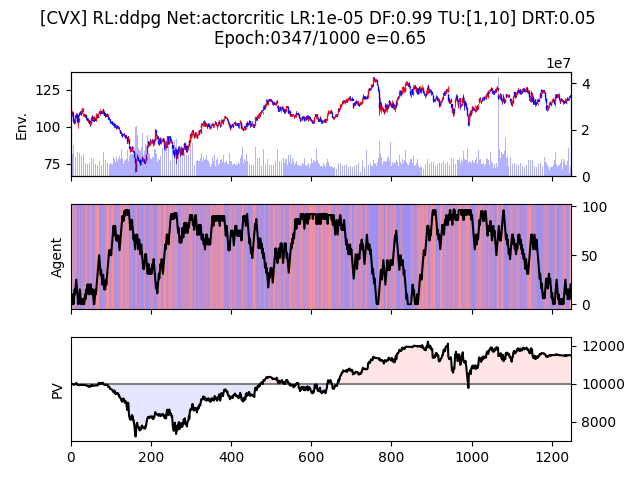 [CVX] RL:ddpg Net:actorcritic LR:1e-05 DF:0.99 TU:[1,10] DRT:0.05
Epoch:0347/1000 e=0.65
1e7
Env.
125
100
75
4
2
0
Agent
100
50
0
PV
12000
10000
8000
0 200 400 600 800 1000 1200